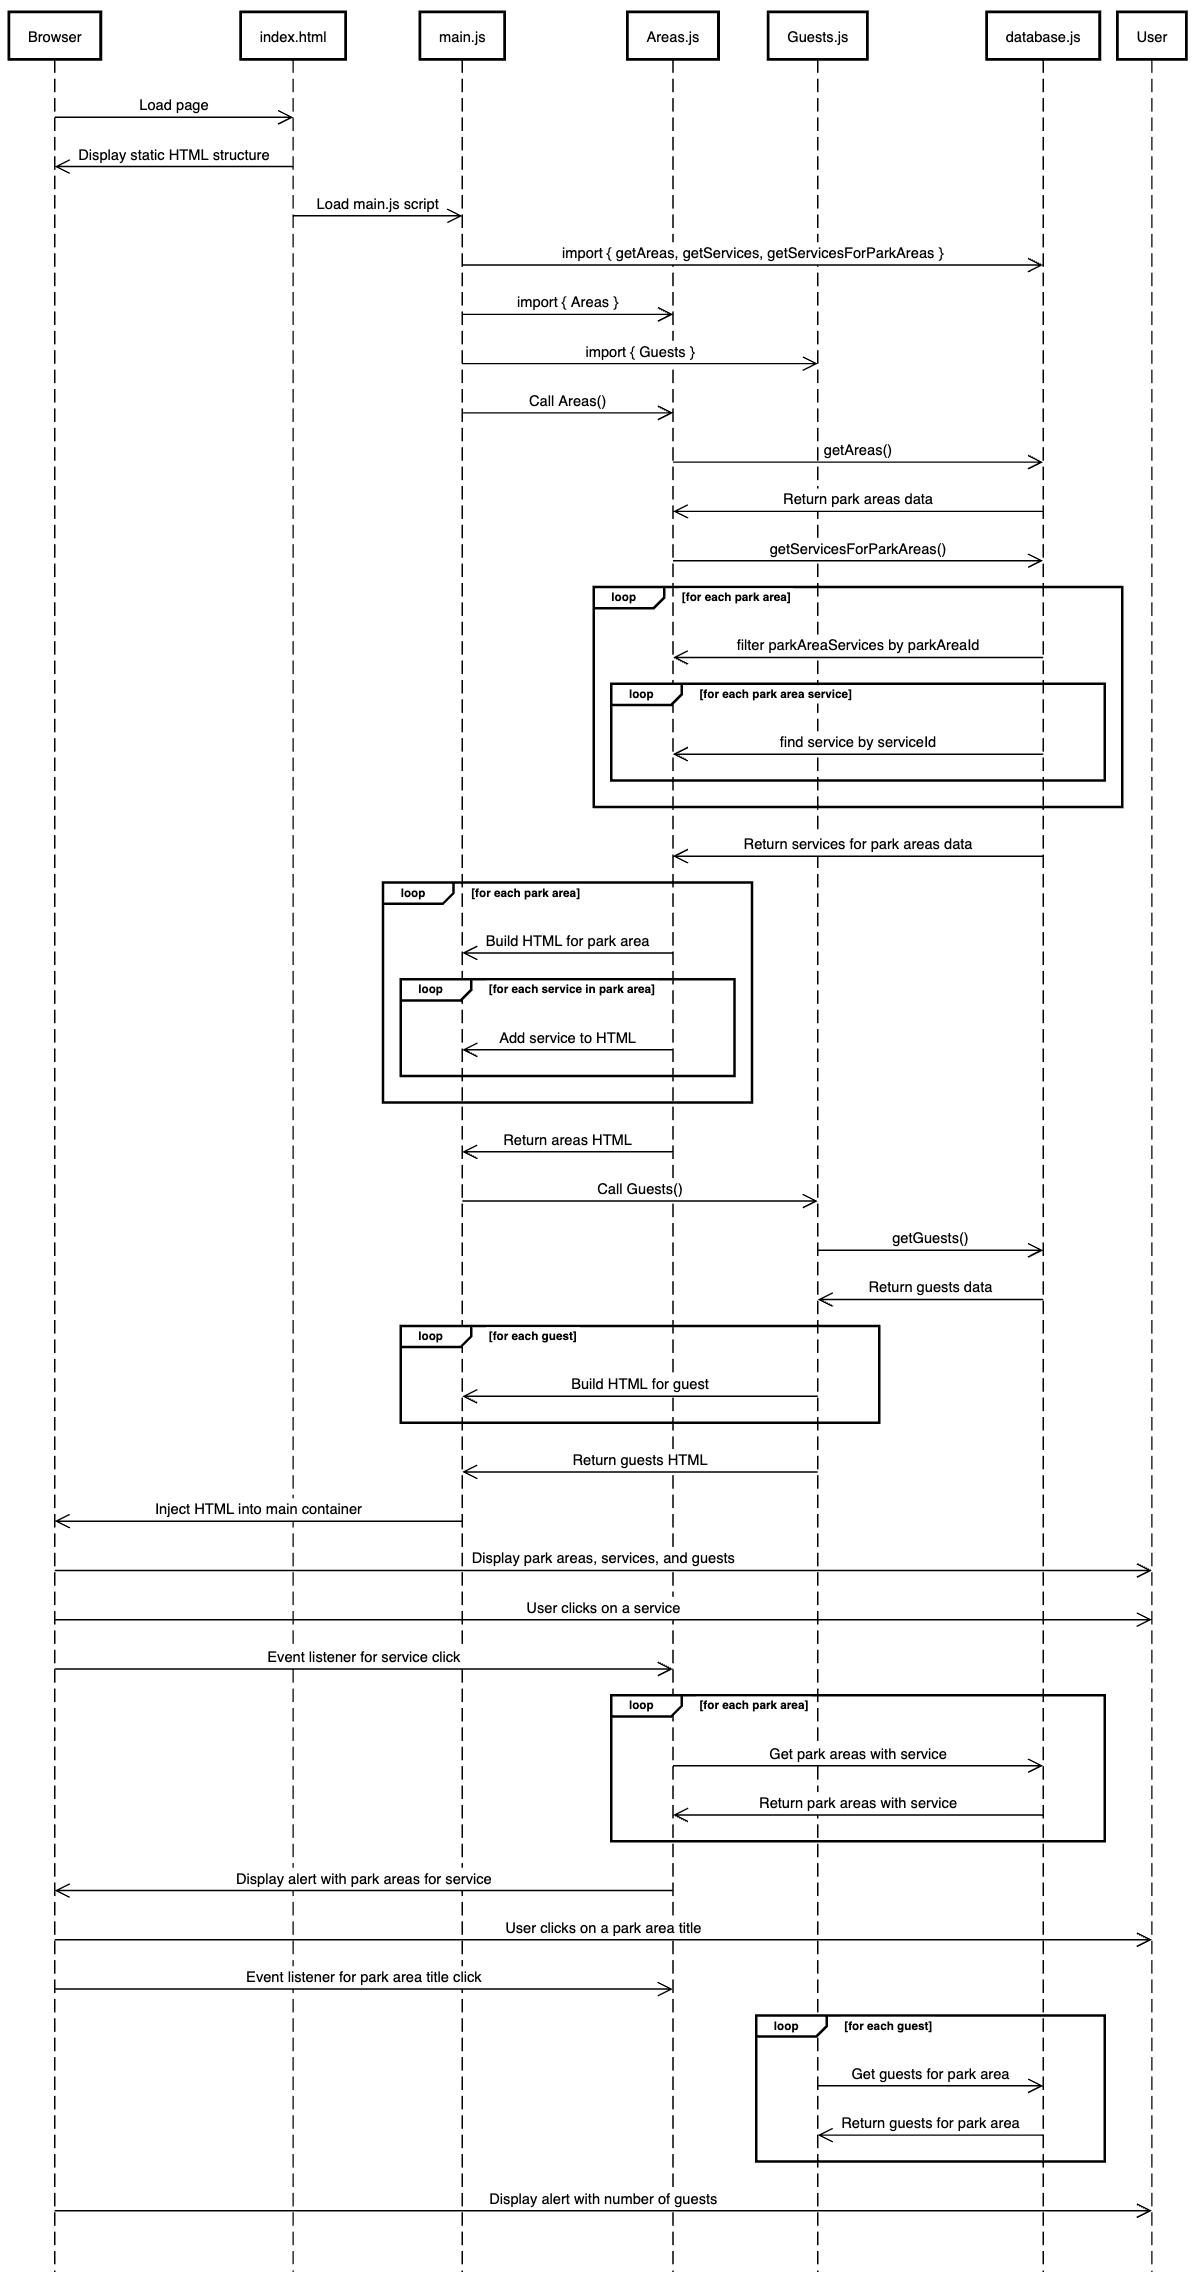 Browser
index.html
main.js
Areas.js
Guests.js
database.js
User
Load page
Display static HTML structure
Load main.js script
import { getAreas, getServices, getServicesForParkAreas }
import { Areas }
import { Guests }
Call Areas()
getAreas()
Return park areas data
getServicesForParkAreas()
loop [for each park area]
filter parkAreaServices by parkAreaId
loop [for each park area service]
find service by serviceId
Return services for park areas data
loop [for each park area]
Build HTML for park area
loop [for each service in park area]
Add service to HTML
Return areas HTML
Call Guests()
getGuests()
Return guests data
loop [for each guest]
Build HTML for guest
Return guests HTML
Inject HTML into main container
Display park areas, services, and guests
User clicks on a service
Event listener for service click
loop [for each park area]
Get park areas with service
Return park areas with service
Display alert with park areas for service
User clicks on a park area title
Event listener for park area title click
loop [for each guest]
Get guests for park area
Return guests for park area
Display alert with number of guests